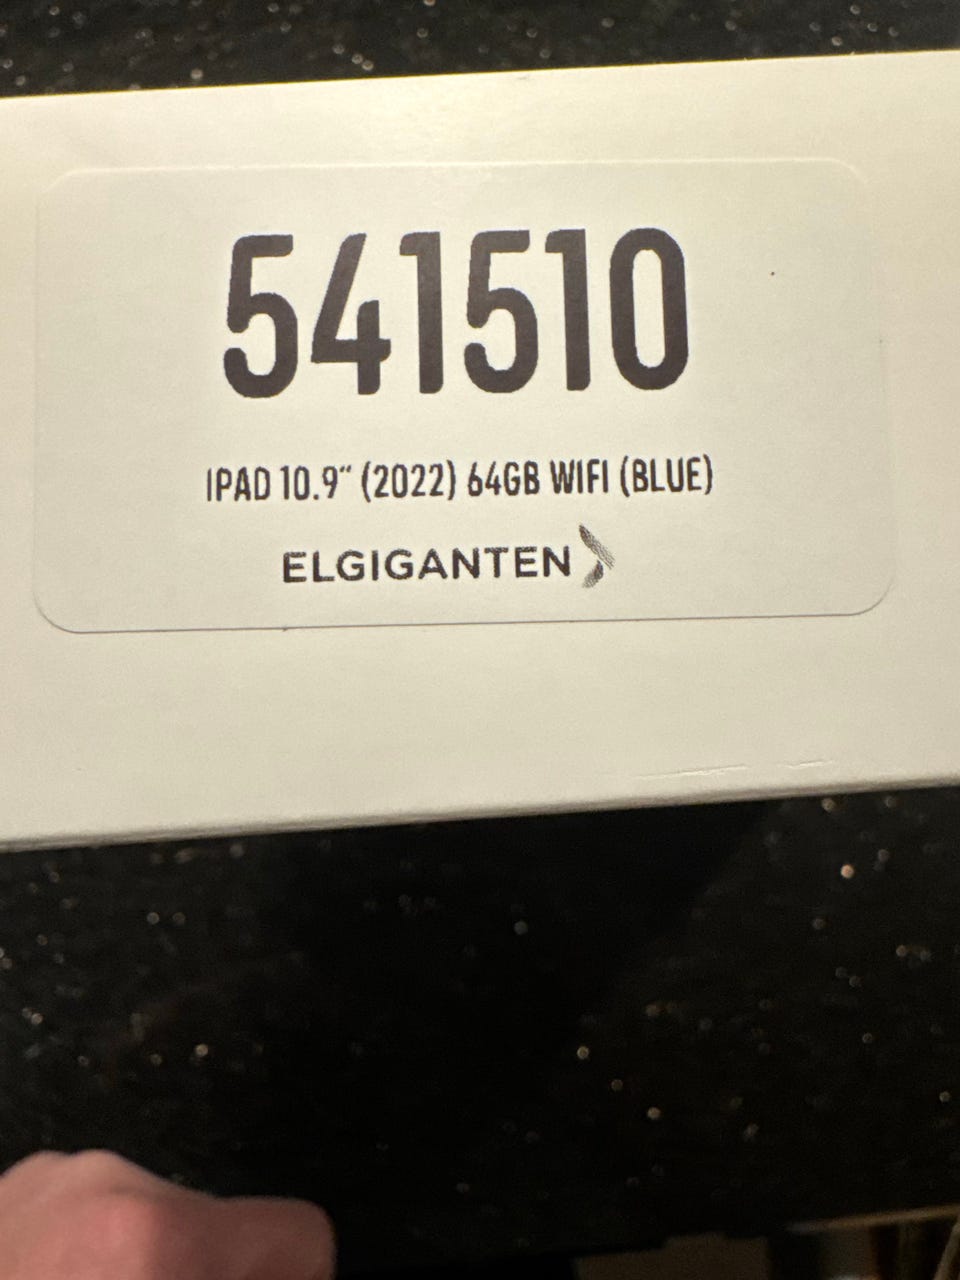 541510
IPAD 10.9“ (2022) 64GB WIFI (BLUE)
ELGIGANTEN